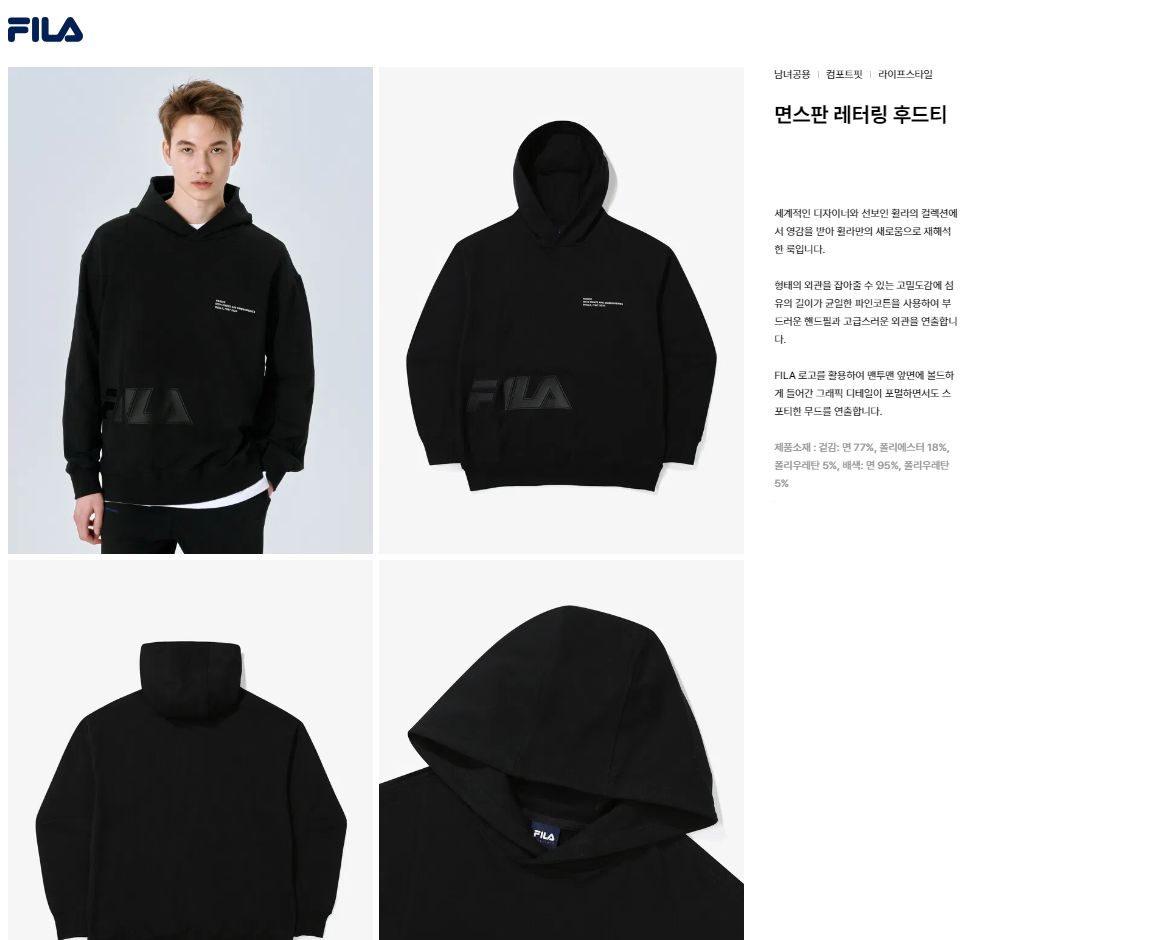 FILA
남녀공용 | 컴포트핏 | 라이프스타일
면스판 레터링 후드티
세계적인 디자이너와 선보인 휠라의 컬렉션에
서 영감을 받아 휠라만의 새로움으로 재해석
한 룩입니다.
형태의 외관을 잡아줄 수 있는 고밀도감에 섬
유의 길이가 균일한 파인코튼을 사용하여 부
드러운 핸드필과 고급스러운 외관을 연출합니
다.
FILA 로고를 활용하여 맨투맨 앞면에 볼드하
게 들어간 그래픽 디테일이 포멀하면서도 스
포티한 무드를 연출합니다.
제품소재 : 겉감: 면 77%, 폴리에스터 18%,
폴리우레탄 5%, 배색: 면 95%, 폴리우레탄
5%
FILA
FILA
FILA